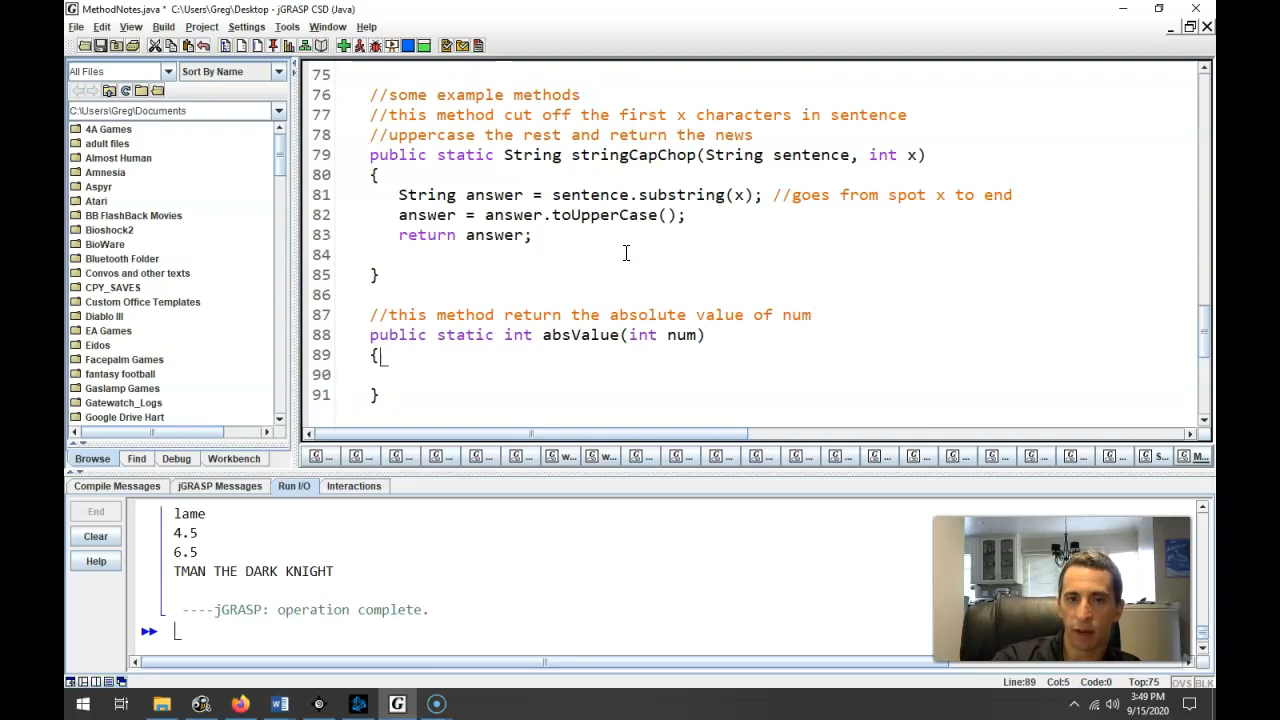 MethodNotes.java * C:\Users\Greg\Desktop - jGRASP CSD (Java)
File Edit View Build Project Settings Tools Window Help
All Files Sort By Name
C:\Users\Greg\Documents
4A Games
adult files
Almost Human
Amnesia
Aspyr
Atari
BB FlashBack Movies
Bioshock2
BioWare
Bluetooth Folder
Convos and other texts
CPY_SAVES
Custom Office Templates
Diablo III
EA Games
Eidos
Facepalm Games
fantasy football
Gaslamp Games
Gatewatch_Logs
Google Drive Hart
Browse Find Debug Workbench
75
76 //some example methods
77 //this method cut off the first x characters in sentence
78 //uppercase the rest and return the news
79 public static String stringCapChop(String sentence, int x)
80 {
81 String answer = sentence.substring(x); //goes from spot x to end
82 answer = answer.toUpperCase();
83 return answer;
84
85 }
86
87 //this method return the absolute value of num
88 public static int absValue(int num)
89 {
90
91 }
... ... ... ... ... ... w... w... ... ... ... ... ... ... ... ... ... ... ... ... ... S... M...
Compile Messages jGRASP Messages Run I/O Interactions
End
Clear
Help
lame
4.5
6.5
TMAN THE DARK KNIGHT
----jGRASP: operation complete.
Line:89 Col:5 Code:0 Top:75 OVS BLK
3:49 PM
9/15/2020